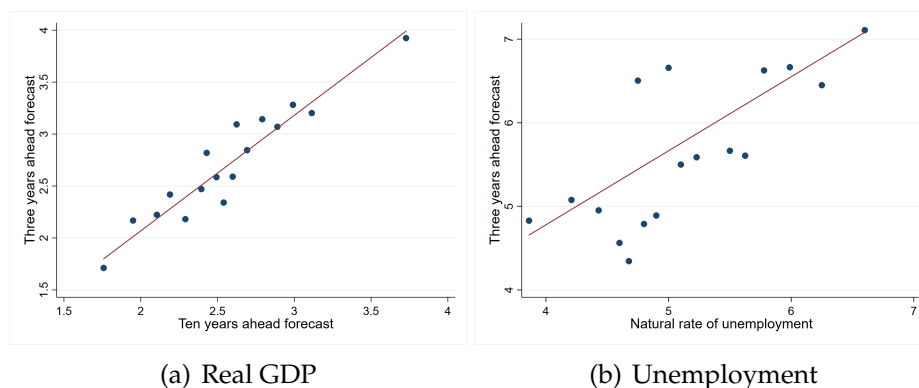 Three years ahead forecast
4
3.5
3
2.5
2
1.5
1.5 2 2.5 3 3.5 4
Ten years ahead forecast
(a) Real GDP
Three years ahead forecast
7
6
5
4
4 5 6 7
Natural rate of unemployment
(b) Unemployment